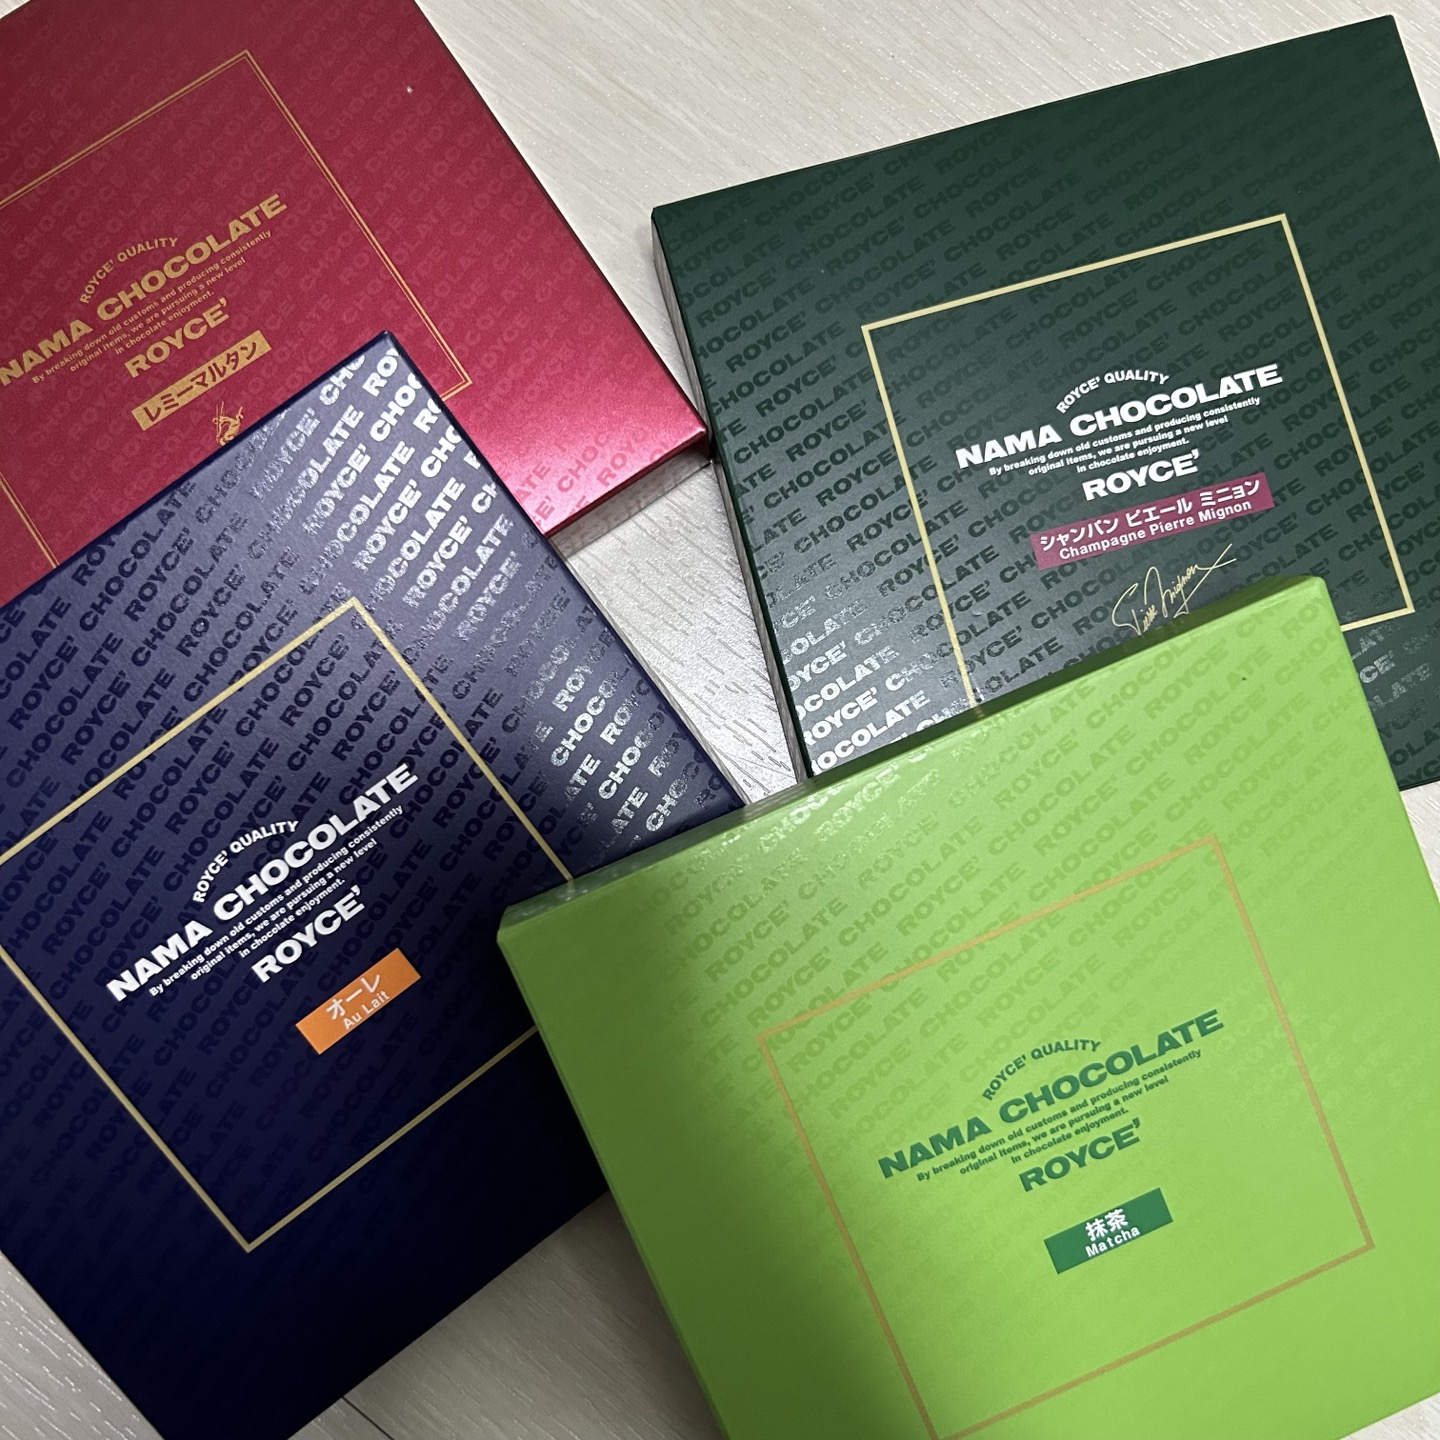 ROYCE' QUALITY
NAMA CHOCOLATE
By breaking down old customs and producing consistently
original items, we are pursuing a new level
in chocolate enjoyment.
ROYCE'
レミーマルタン
ROYCE' QUALITY
NAMA CHOCOLATE
By breaking down old customs and producing consistently
original items, we are pursuing a new level
in chocolate enjoyment.
ROYCE'
シャンパン ピエール ミニョン
Champagne Pierre Mignon
Pierre Mignon
ROYCE' QUALITY
NAMA CHOCOLATE
By breaking down old customs and producing consistently
original items, we are pursuing a new level
in chocolate enjoyment.
ROYCE'
オーレ
Au Lait
ROYCE' QUALITY
NAMA CHOCOLATE
By breaking down old customs and producing consistently
original items, we are pursuing a new level
in chocolate enjoyment.
ROYCE'
抹茶
Matcha